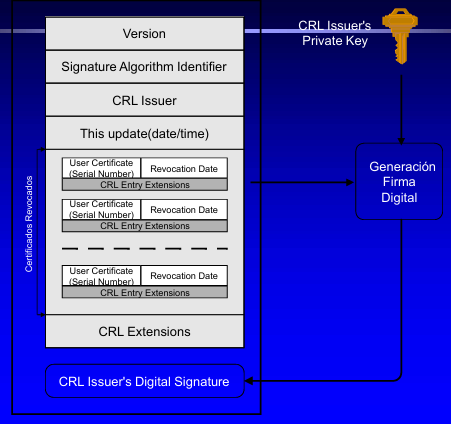 Version
Signature Algorithm Identifier
CRL Issuer
This update(date/time)
Certificados Revocados
User Certificate
(Serial Number)
Revocation Date
CRL Entry Extensions
User Certificate
(Serial Number)
Revocation Date
CRL Entry Extensions
User Certificate
(Serial Number)
Revocation Date
CRL Entry Extensions
CRL Extensions
CRL Issuer's Digital Signature
CRL Issuer's
Private Key
Generación
Firma
Digital